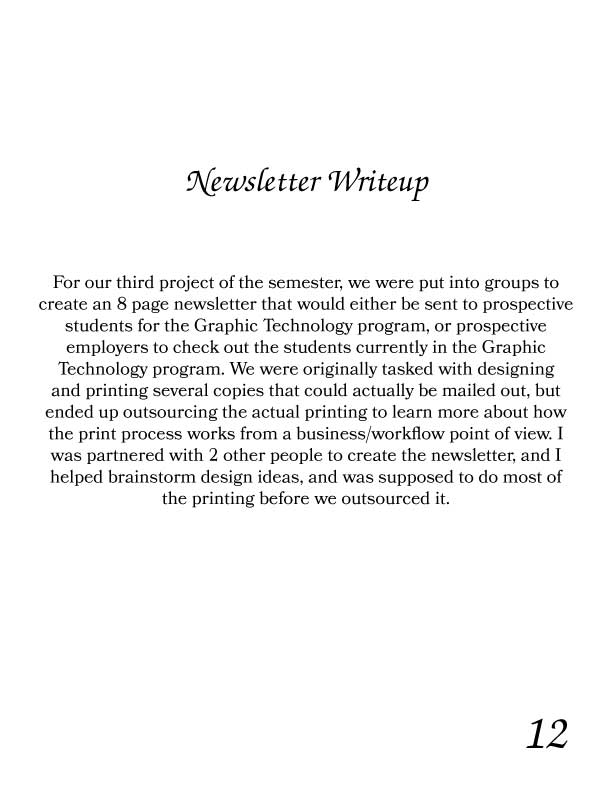 Newsletter Writeup
For our third project of the semester, we were put into groups to
create an 8 page newsletter that would either be sent to prospective
students for the Graphic Technology program, or prospective
employers to check out the students currently in the Graphic
Technology program. We were originally tasked with designing
and printing several copies that could actually be mailed out, but
ended up outsourcing the actual printing to learn more about how
the print process works from a business/workflow point of view. I
was partnered with 2 other people to create the newsletter, and I
helped brainstorm design ideas, and was supposed to do most of
the printing before we outsourced it.
12